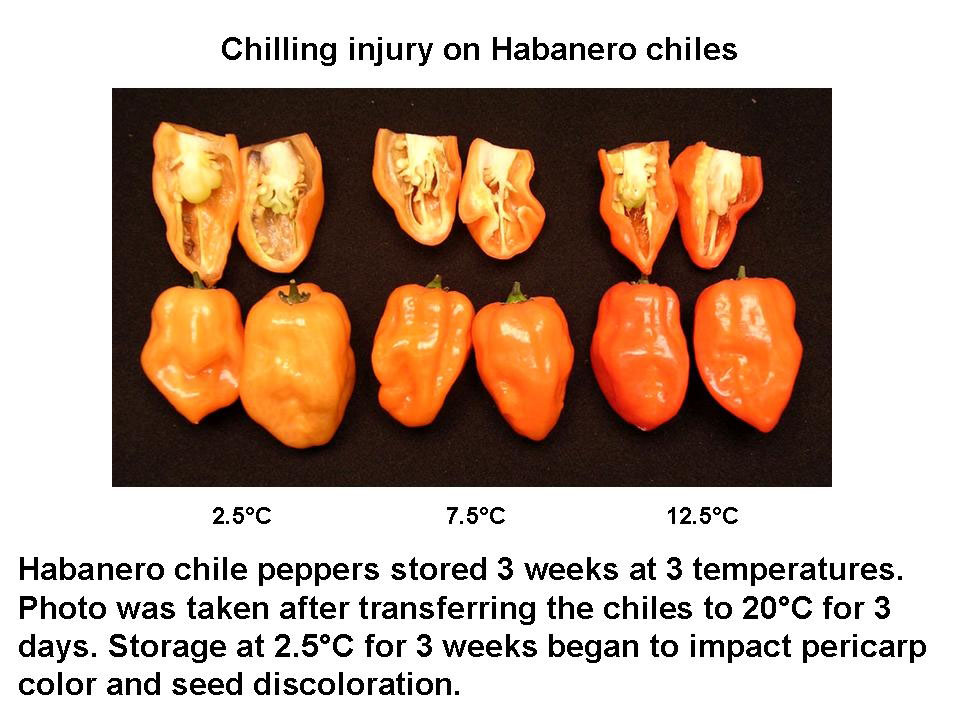 Chilling injury on Habanero chiles
2.5°C 7.5°C 12.5°C
Habanero chile peppers stored 3 weeks at 3 temperatures.
Photo was taken after transferring the chiles to 20°C for 3
days. Storage at 2.5°C for 3 weeks began to impact pericarp
color and seed discoloration.